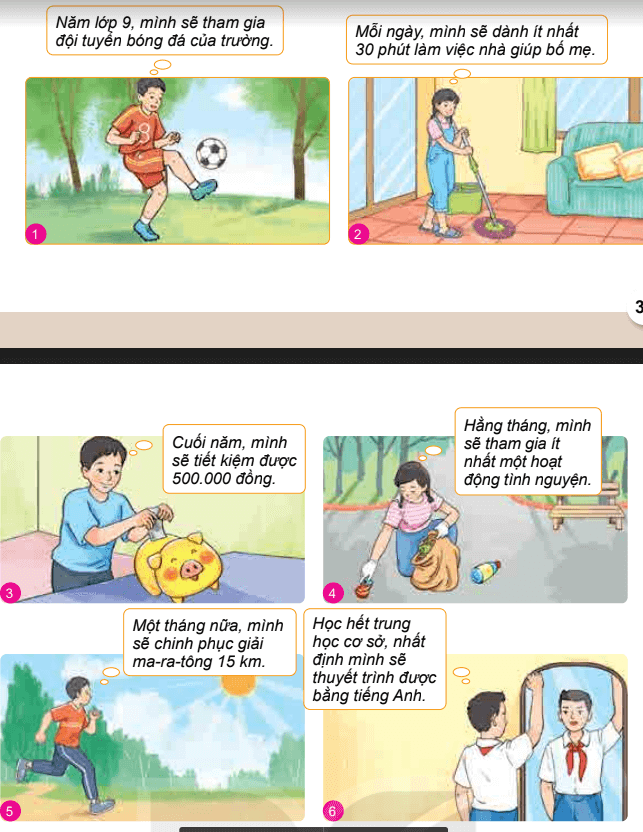 Năm lớp 9, mình sẽ tham gia
đội tuyển bóng đá của trường.
Mỗi ngày, mình sẽ dành ít nhất
30 phút làm việc nhà giúp bố mẹ.
8
1
2
3
Cuối năm, mình
sẽ tiết kiệm được
500.000 đồng.
Hằng tháng, mình
sẽ tham gia ít
nhất một hoạt
động tình nguyện.
3
4
Một tháng nữa, mình
sẽ chinh phục giải
ma-ra-tông 15 km.
Học hết trung
học cơ sở, nhất
định mình sẽ
thuyết trình được
bằng tiếng Anh.
5
6